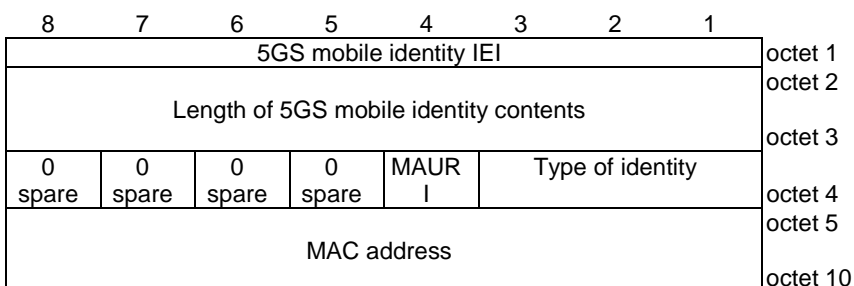 8 7 6 5 4 3 2 1
5GS mobile identity IEI octet 1
octet 2
Length of 5GS mobile identity contents
octet 3
0 0 0 0 MAUR Type of identity
spare spare spare spare I octet 4
octet 5
MAC address
octet 10